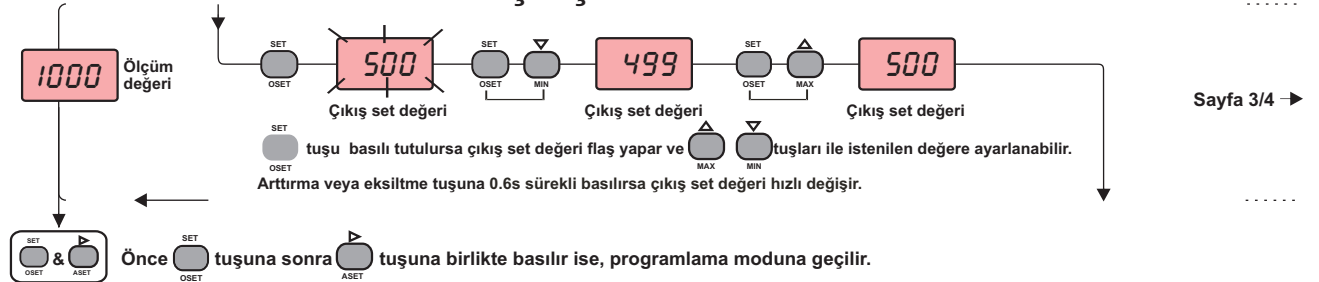 SET SET ▽ SET △
1000 Ölçüm değeri 500 499 500
OSET OSET MIN OSET MAX
Çıkış set değeri Çıkış set değeri Çıkış set değeri
Sayfa 3/4
SET OSET tuşu basılı tutulursa çıkış set değeri flaş yapar ve MAX MIN tuşları ile istenilen değere ayarlanabilir.
Arttırma veya eksiltme tuşuna 0.6s sürekli basılırsa çıkış set değeri hızlı değişir.
SET OSET & ASET Önce SET OSET tuşuna sonra ASET tuşuna birlikte basılır ise, programlama moduna geçilir.